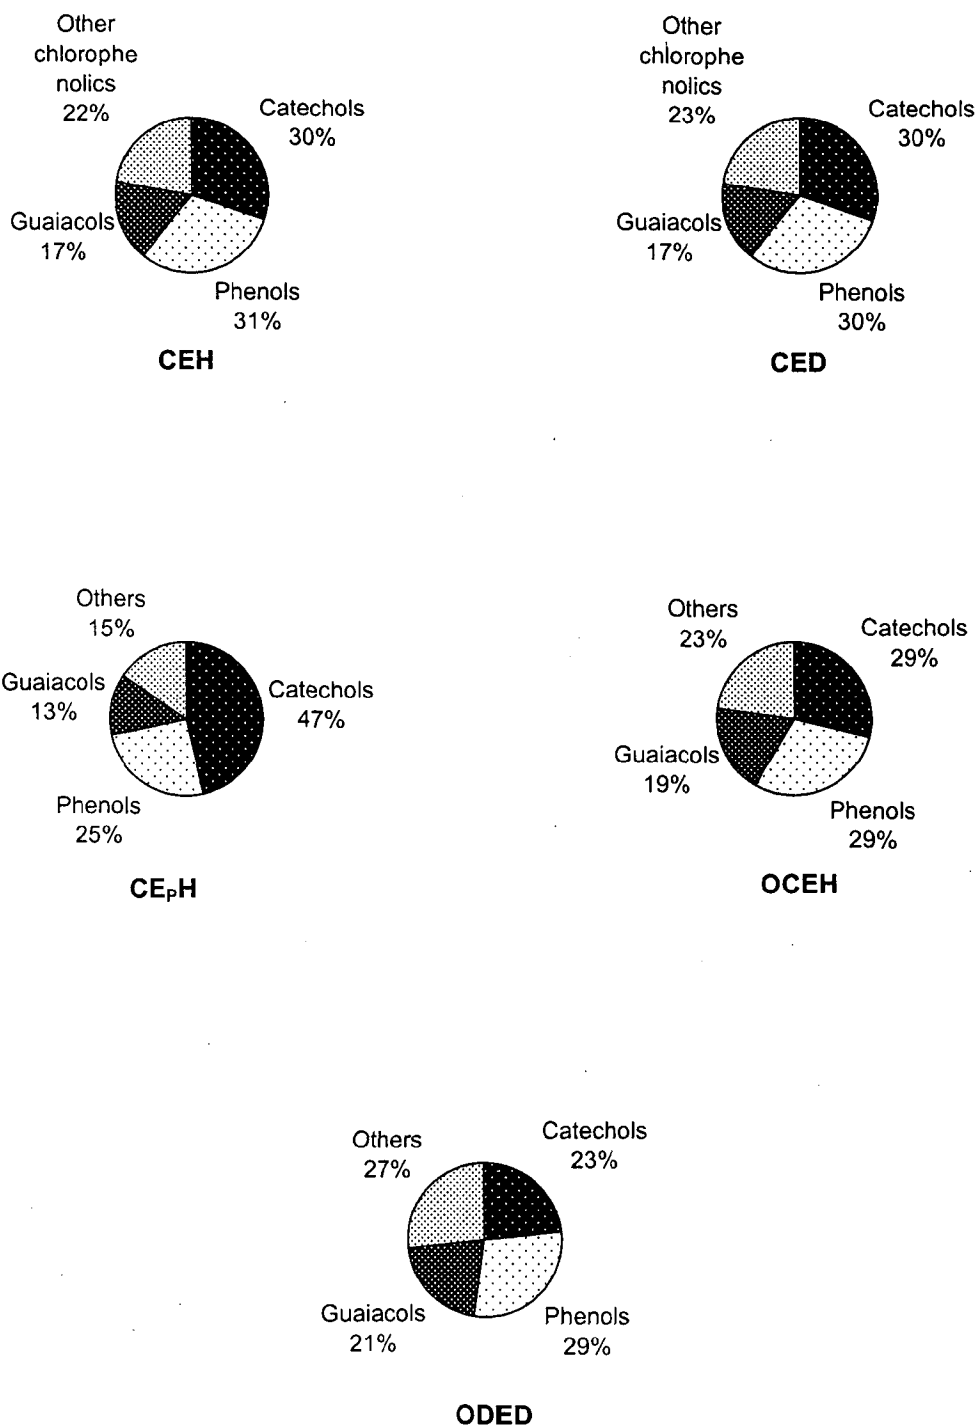 Other
chlorophe
nolics
22%
Catechols
30%
Guaiacols
17%
Phenols
31%
CEH
Other
chlorophe
nolics
23%
Catechols
30%
Guaiacols
17%
Phenols
30%
CED
Others
15%
Guaiacols
13%
Catechols
47%
Phenols
25%
CEPH
Others
23%
Catechols
29%
Guaiacols
19%
Phenols
29%
OCEH
Others
27%
Catechols
23%
Guaiacols
21%
Phenols
29%
ODED